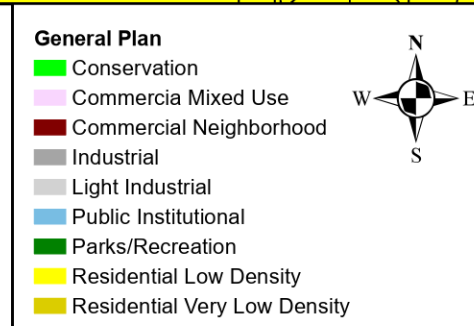 General Plan
Conservation
Commercia Mixed Use
Commercial Neighborhood
Industrial
Light Industrial
Public Institutional
Parks/Recreation
Residential Low Density
Residential Very Low Density
N
W E
S